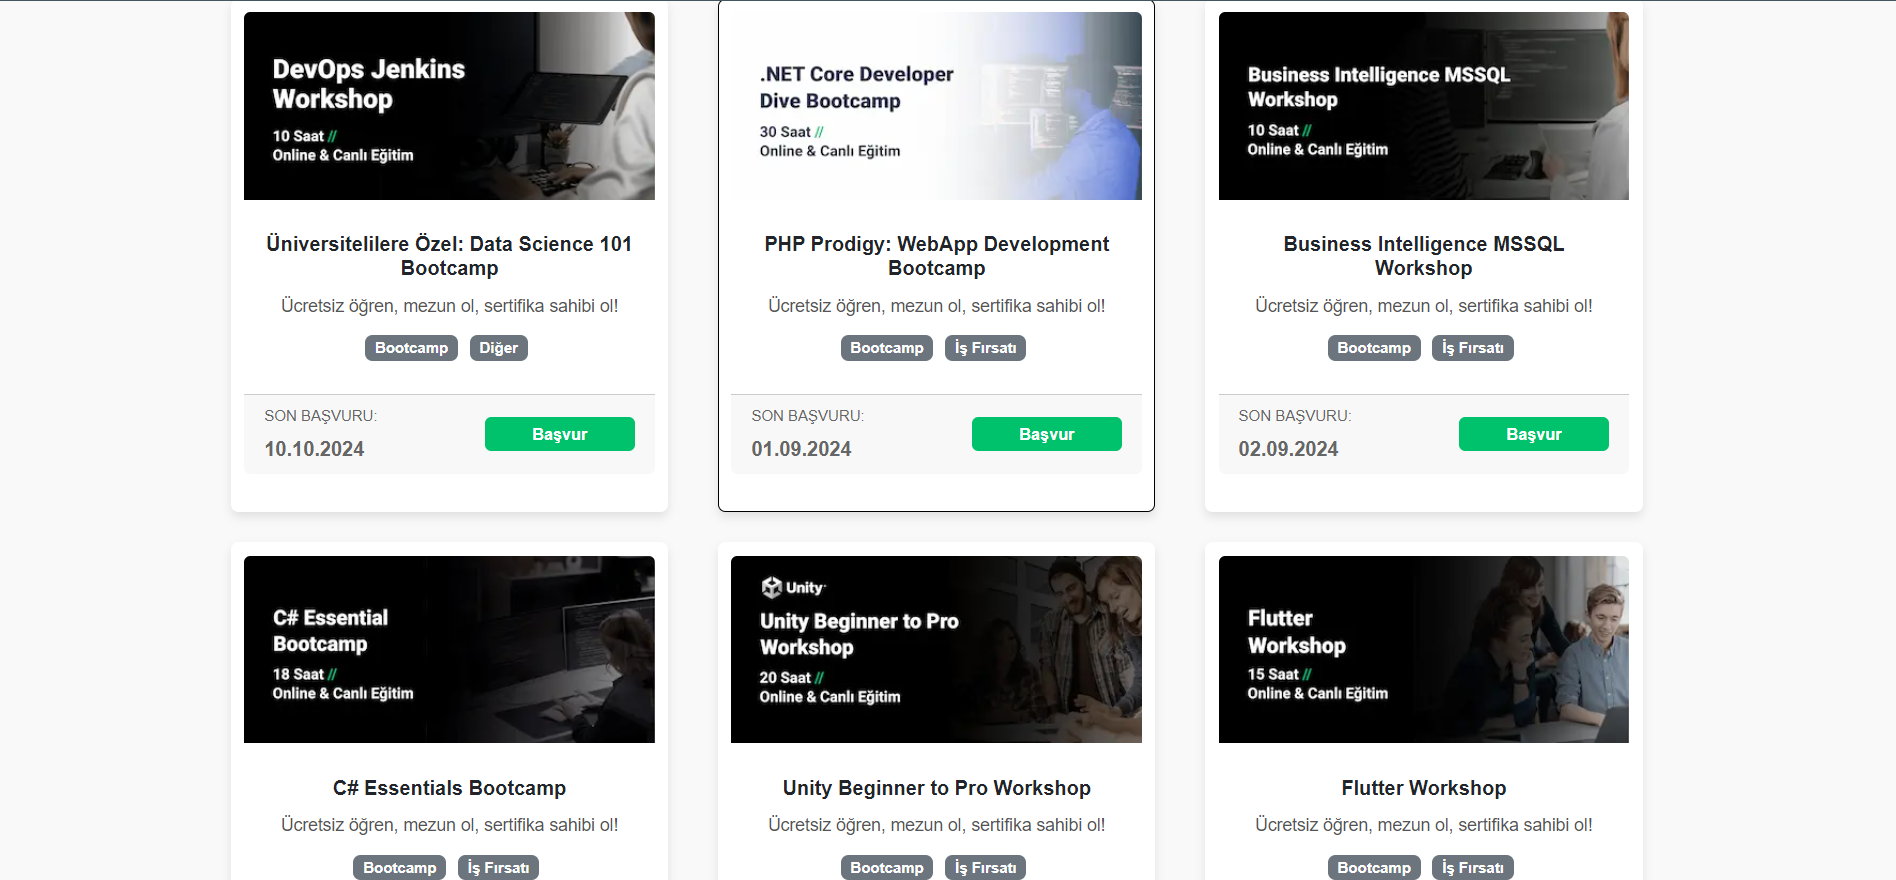 DevOps Jenkins
Workshop
10 Saat //
Online & Canlı Eğitim
Üniversitelilere Özel: Data Science 101
Bootcamp
Ücretsiz öğren, mezun ol, sertifika sahibi ol!
Bootcamp Diğer
SON BAŞVURU:
10.10.2024
Başvur
.NET Core Developer
Dive Bootcamp
30 Saat //
Online & Canlı Eğitim
PHP Prodigy: WebApp Development
Bootcamp
Ücretsiz öğren, mezun ol, sertifika sahibi ol!
Bootcamp İş Fırsatı
SON BAŞVURU:
01.09.2024
Başvur
Business Intelligence MSSQL
Workshop
10 Saat //
Online & Canlı Eğitim
Business Intelligence MSSQL
Workshop
Ücretsiz öğren, mezun ol, sertifika sahibi ol!
Bootcamp İş Fırsatı
SON BAŞVURU:
02.09.2024
Başvur
C# Essential
Bootcamp
18 Saat //
Online & Canlı Eğitim
C# Essentials Bootcamp
Ücretsiz öğren, mezun ol, sertifika sahibi ol!
Bootcamp İş Fırsatı
Unity
Unity Beginner to Pro
Workshop
20 Saat //
Online & Canlı Eğitim
Unity Beginner to Pro Workshop
Ücretsiz öğren, mezun ol, sertifika sahibi ol!
Bootcamp İş Fırsatı
Flutter
Workshop
15 Saat //
Online & Canlı Eğitim
Flutter Workshop
Ücretsiz öğren, mezun ol, sertifika sahibi ol!
Bootcamp İş Fırsatı